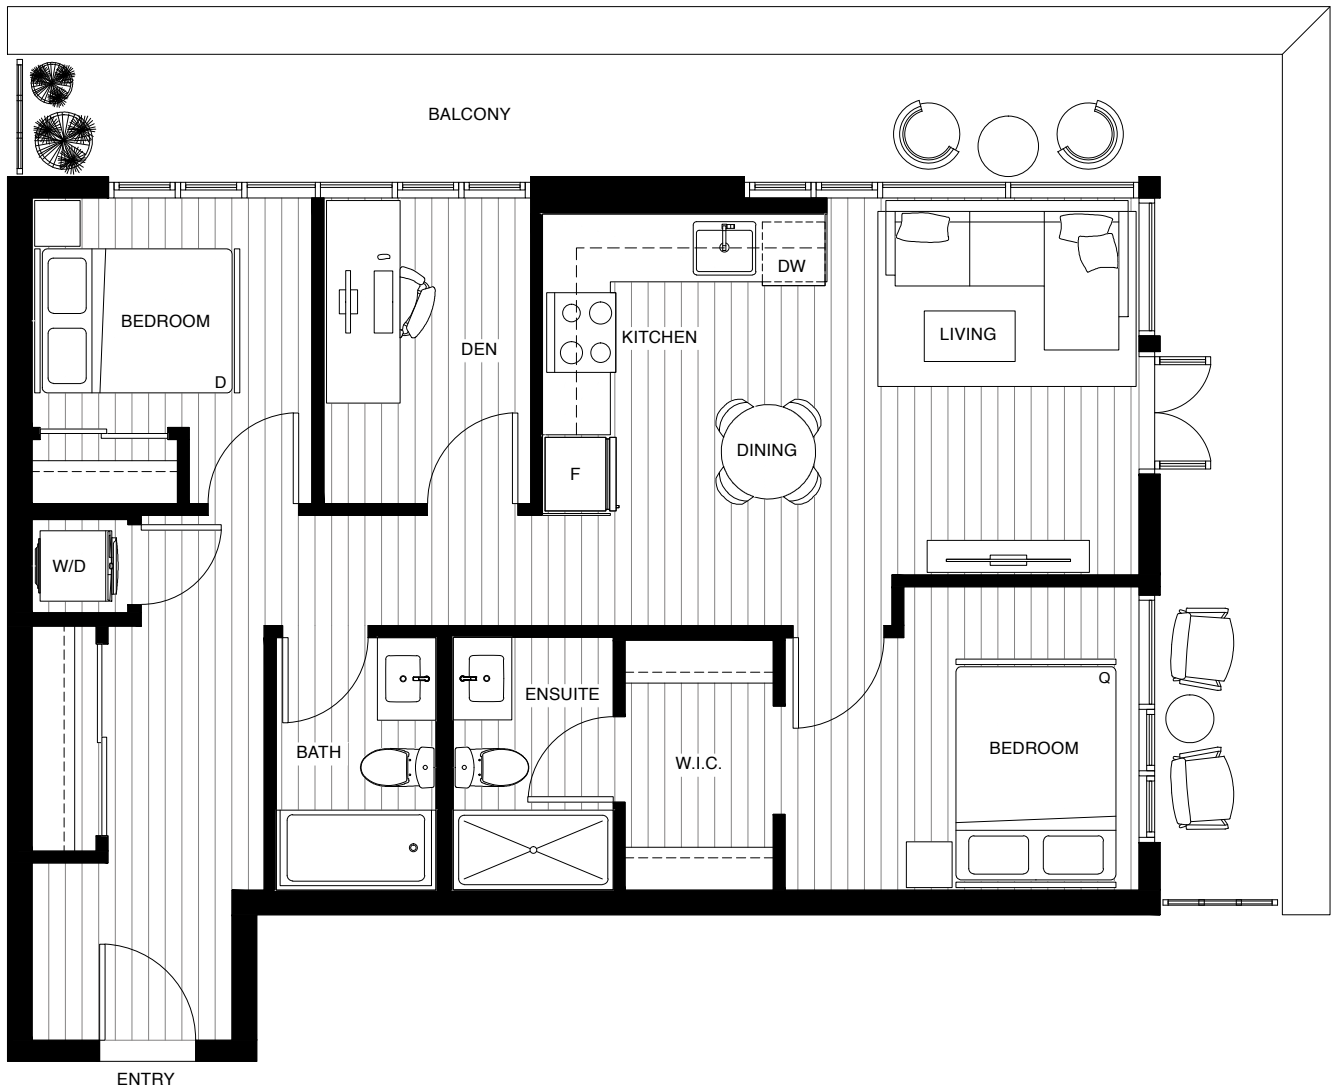 BALCONY
DW
BEDROOM
KITCHEN
LIVING
DEN
D
DINING
F
W/D
Q
ENSUITE
BEDROOM
BATH
W.I.C.
ENTRY